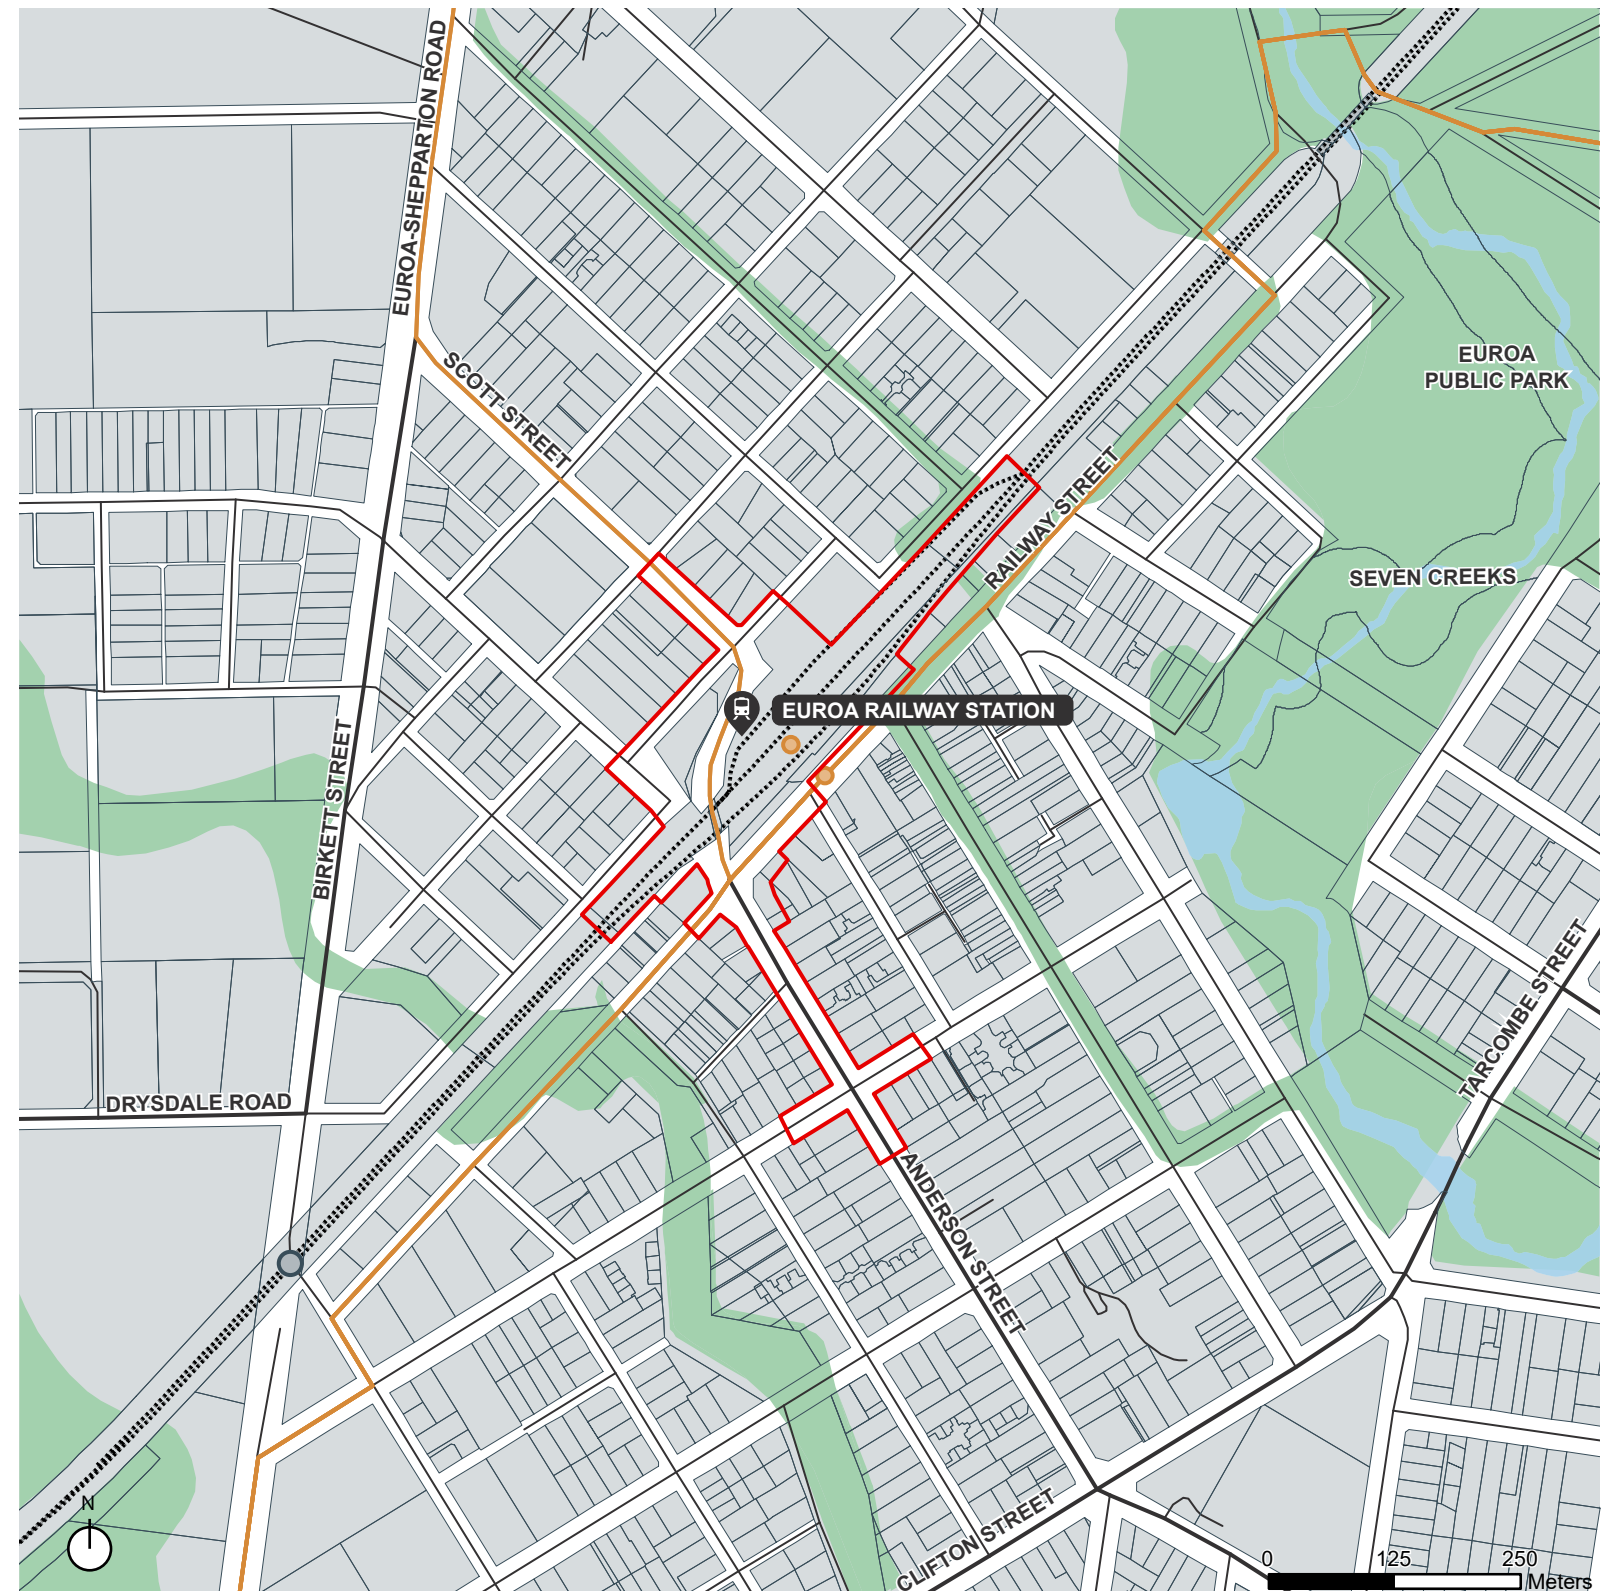 EUROA-SHEPPARTON ROAD
SCOTT STREET
EUROA
PUBLIC PARK
RAILWAY STREET
SEVEN CREEKS
EUROA RAILWAY STATION
BIRKETT STREET
TARCOMBE STREET
DRYSDALE ROAD
ANDERSON STREET
CLIFTON STREET
N
0 125 250
Meters